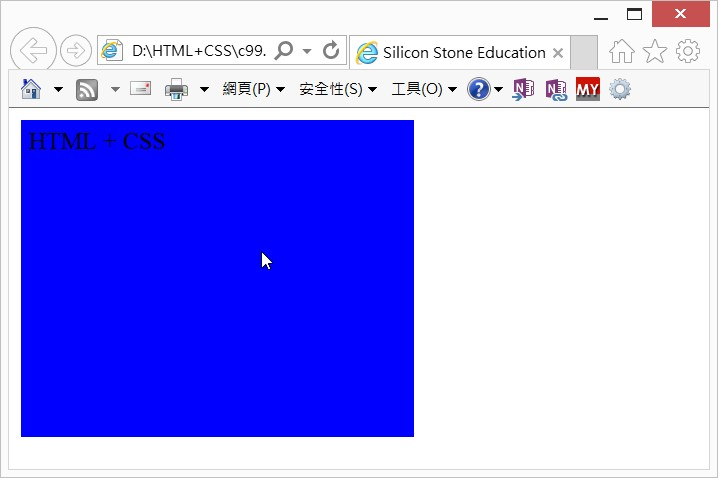 D:\HTML+CSS\c99.
Silicon Stone Education
網頁(P) 安全性(S) 工具(O) MY
HTML + CSS